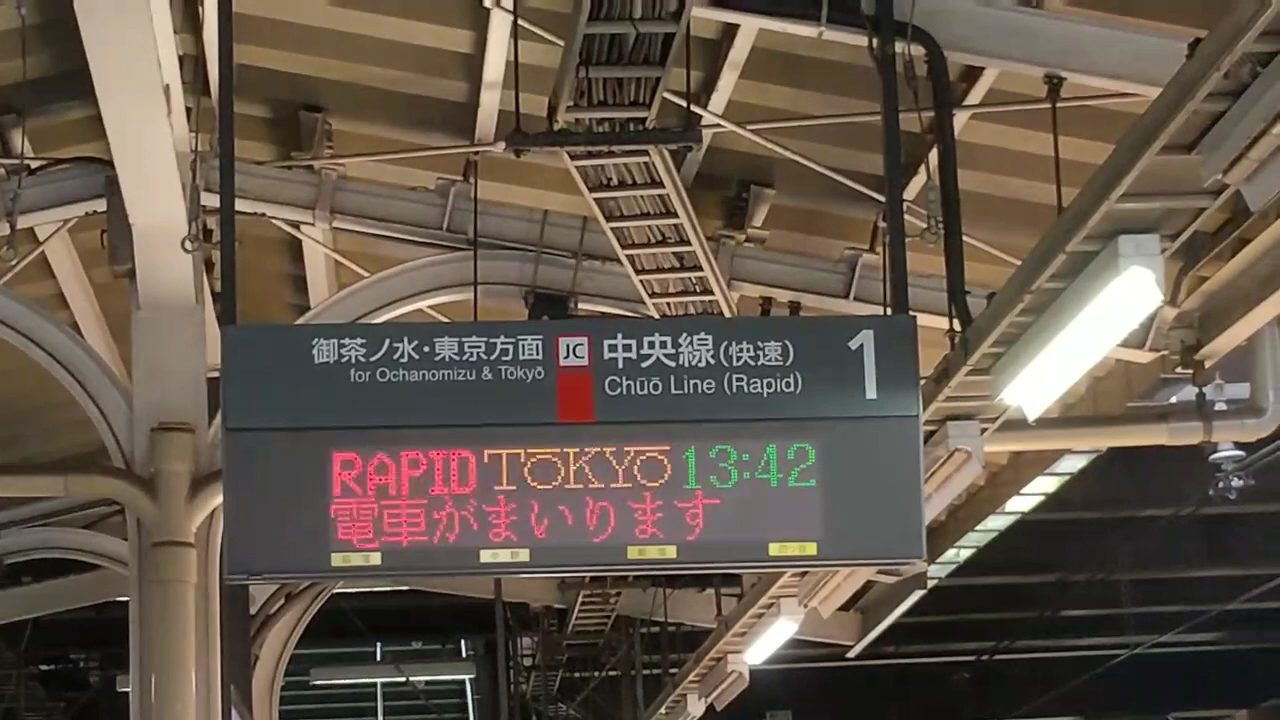 御茶ノ水・東京方面 JC 中央線(快速) 1
for Ochanomizu & Tōkyō Chūō Line (Rapid)
RAPID TŌKYŌ 13:42
電車がまいります